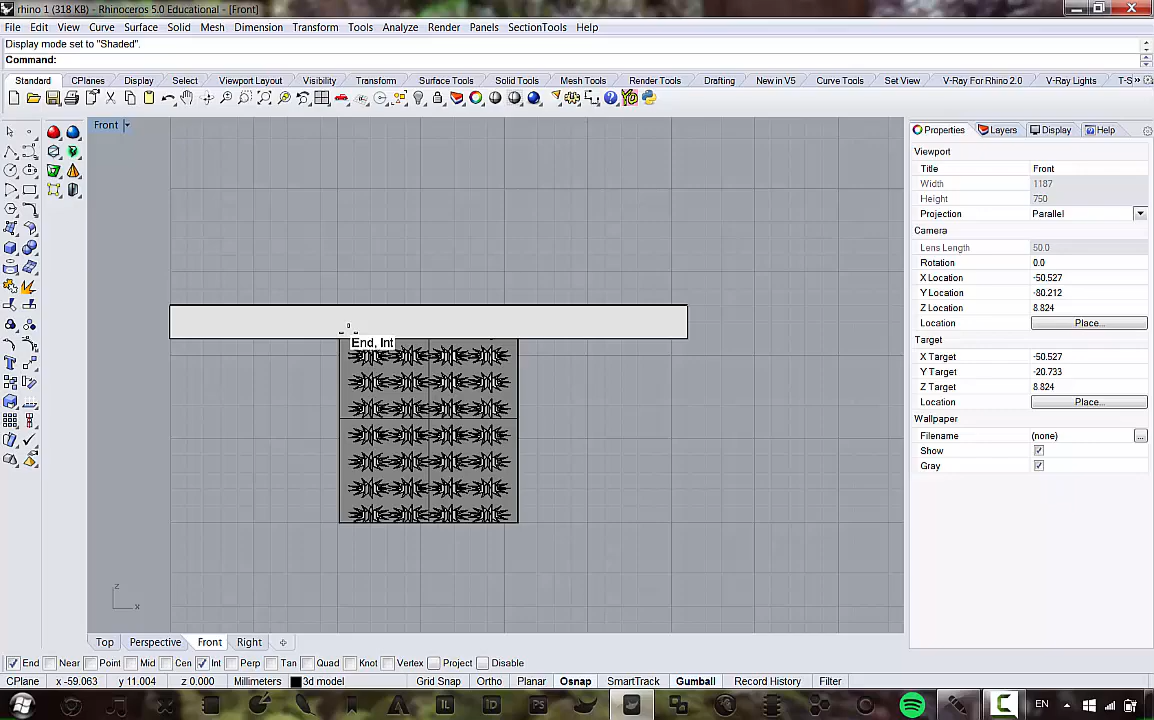 rhino 1 (318 KB) - Rhinoceros 5.0 Educational - [Front]
File Edit View Curve Surface Solid Mesh Dimension Transform Tools Analyze Render Panels SectionTools Help
Display mode set to "Shaded".
Command:
Standard CPlanes Display Select Viewport Layout Visibility Transform Surface Tools Solid Tools Mesh Tools Render Tools Drafting New in V5 Curve Tools Set View V-Ray For Rhino 2.0 V-Ray Lights T-S
Front
Properties Layers Display Help
Viewport
Title Front
Width 1187
Height 750
Projection Parallel
Camera
Lens Length 50.0
Rotation 0.0
X Location -50.527
Y Location -80.212
Z Location 8.824
Location Place...
Target
X Target -50.527
Y Target -20.733
Z Target 8.824
Location Place...
Wallpaper
Filename (none) ...
Show
Gray
End, Int
z
x
Top Perspective Front Right
End Near Point Mid Cen Int Perp Tan Quad Knot Vertex Project Disable
CPlane x -59.063 y 11.004 z 0.000 Millimeters 3d model Grid Snap Ortho Planar Osnap SmartTrack Gumball Record History Filter
IL ID PS C EN